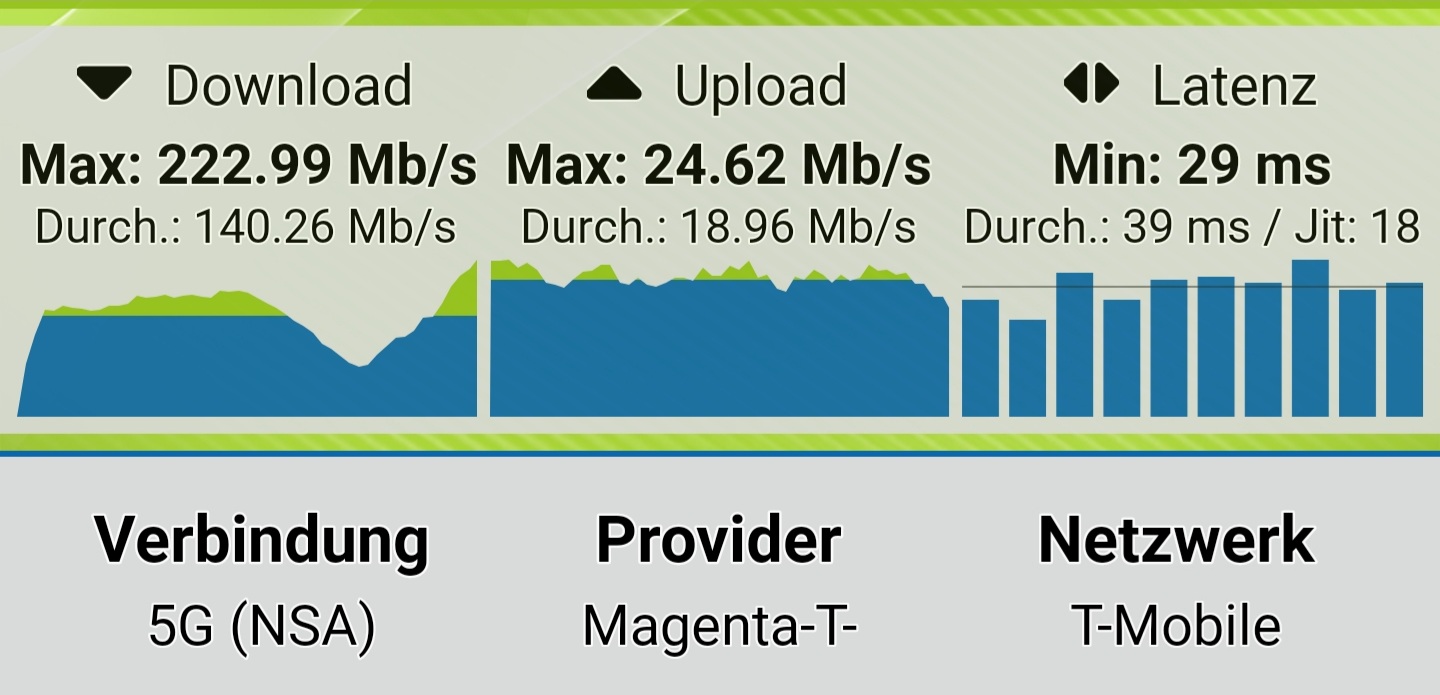 Download
Upload
Latenz
Max: 222.99 Mb/s
Max: 24.62 Mb/s
Min: 29 ms
Durch.: 140.26 Mb/s
Durch.: 18.96 Mb/s
Durch.: 39 ms / Jit: 18
Verbindung
Provider
Netzwerk
5G (NSA)
Magenta-T-
T-Mobile